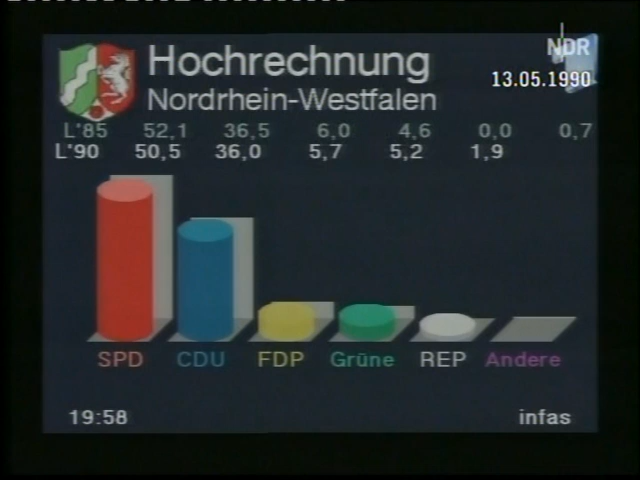 Hochrechnung
NDR
13.05.1990
Nordrhein-Westfalen
L'85 52,1 36,5 6,0 4,6 0,0 0,7
L'90 50,5 36,0 5,7 5,2 1,9
SPD CDU FDP Grüne REP Andere
19:58 infas